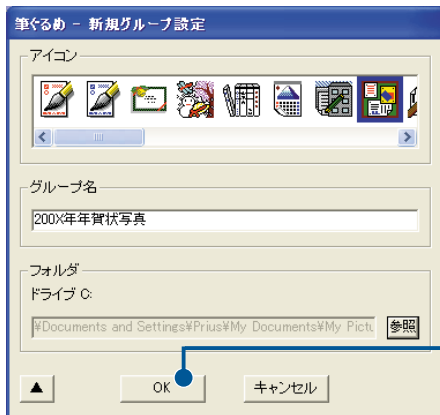 筆ぐるめ - 新規グループ設定
アイコン
グループ名
200X年年賀状写真
フォルダ
ドライブ C:
¥Documents and Settings¥Prius¥My Documents¥My Pictu
参照
▲
OK
キャンセル